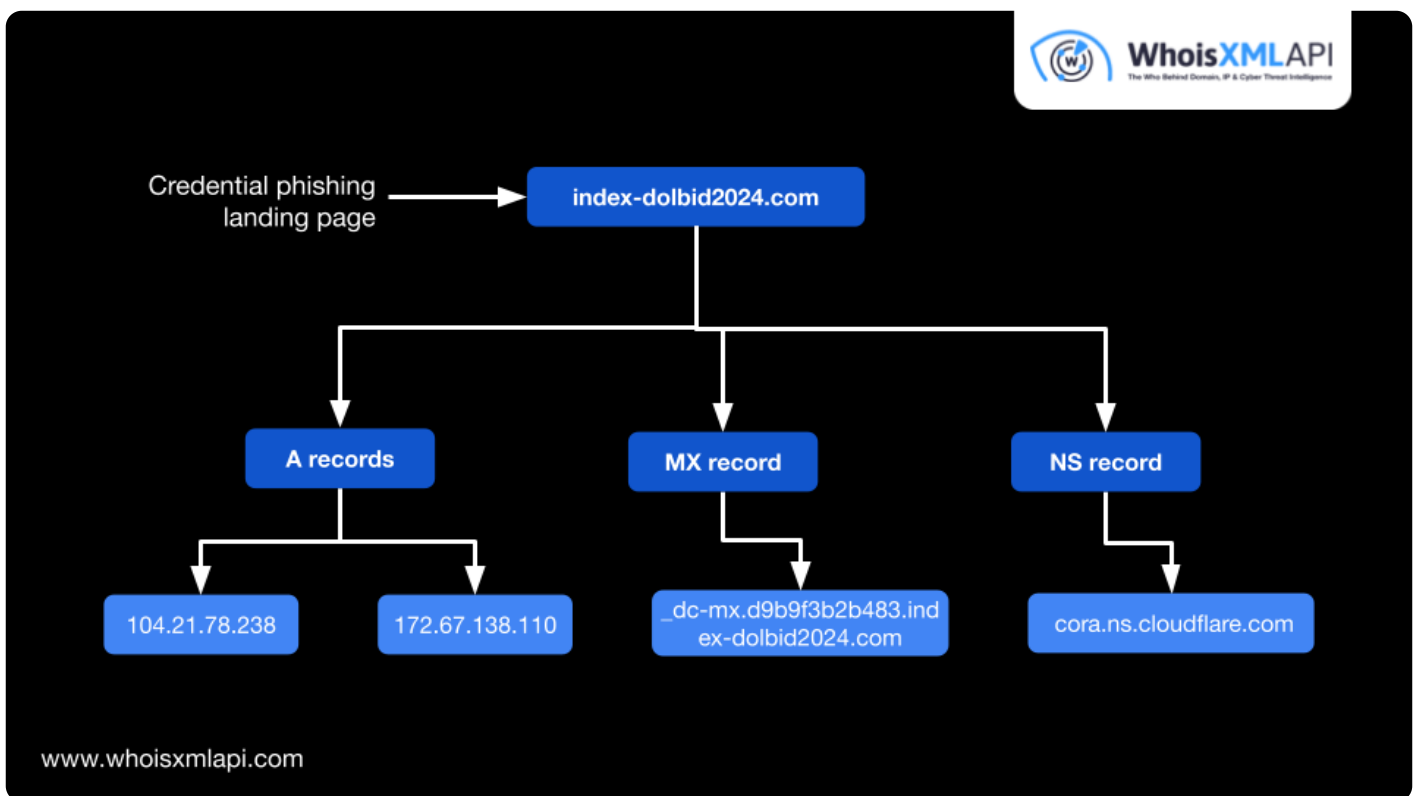 WhoisXMLAPI
The Who Behind Domain, IP & Cyber Threat Intelligence
Credential phishing
landing page
index-dolbid2024.com
A records
MX record
NS record
104.21.78.238
172.67.138.110
_dc-mx.d9b9f3b2b483.ind
ex-dolbid2024.com
cora.ns.cloudflare.com
www.whoisxmlapi.com